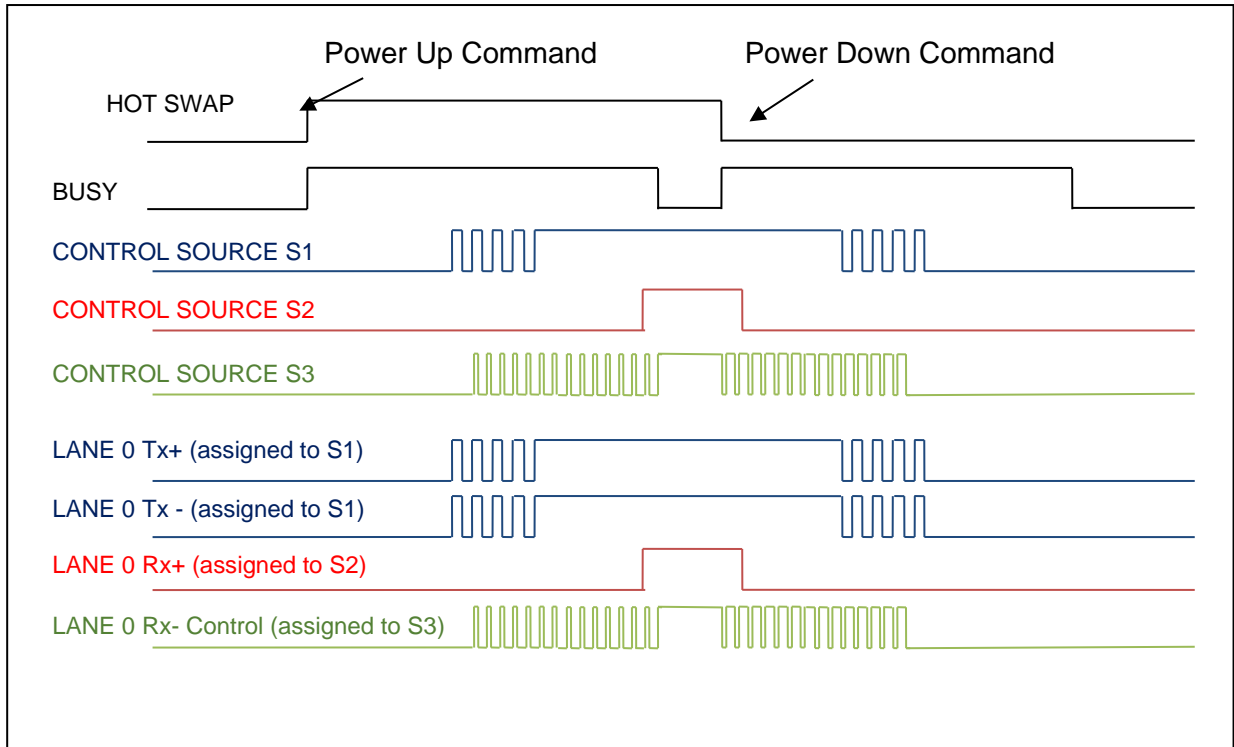 Power Up Command
Power Down Command
HOT SWAP
BUSY
CONTROL SOURCE S1
CONTROL SOURCE S2
CONTROL SOURCE S3
LANE 0 Tx+ (assigned to S1)
LANE 0 Tx - (assigned to S1)
LANE 0 Rx+ (assigned to S2)
LANE 0 Rx- Control (assigned to S3)